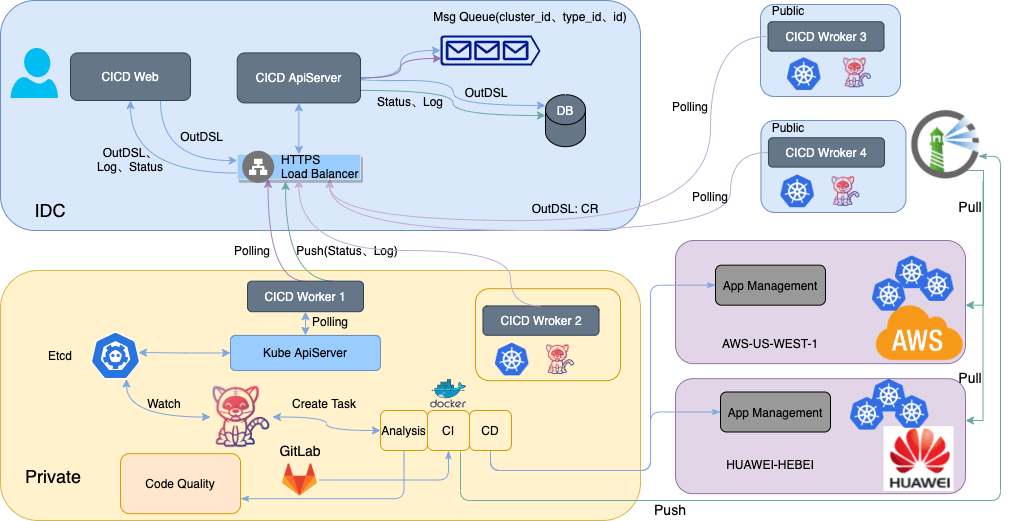 Msg Queue(cluster_id、type_id、id)
CICD Web
CICD ApiServer
OutDSL
Status、Log
DB
OutDSL
OutDSL、
Log、Status
HTTPS
Load Balancer
IDC
OutDSL: CR
Public
CICD Wroker 3
Polling
Public
CICD Wroker 4
Polling
Pull
Polling
Push(Status、Log)
CICD Worker 1
Polling
Kube ApiServer
Etcd
Watch
CICD Wroker 2
docker
Create Task
Analysis
CI
CD
GitLab
Code Quality
Private
App Management
AWS
AWS-US-WEST-1
Pull
App Management
HUAWEI-HEBEI
HUAWEI
Push